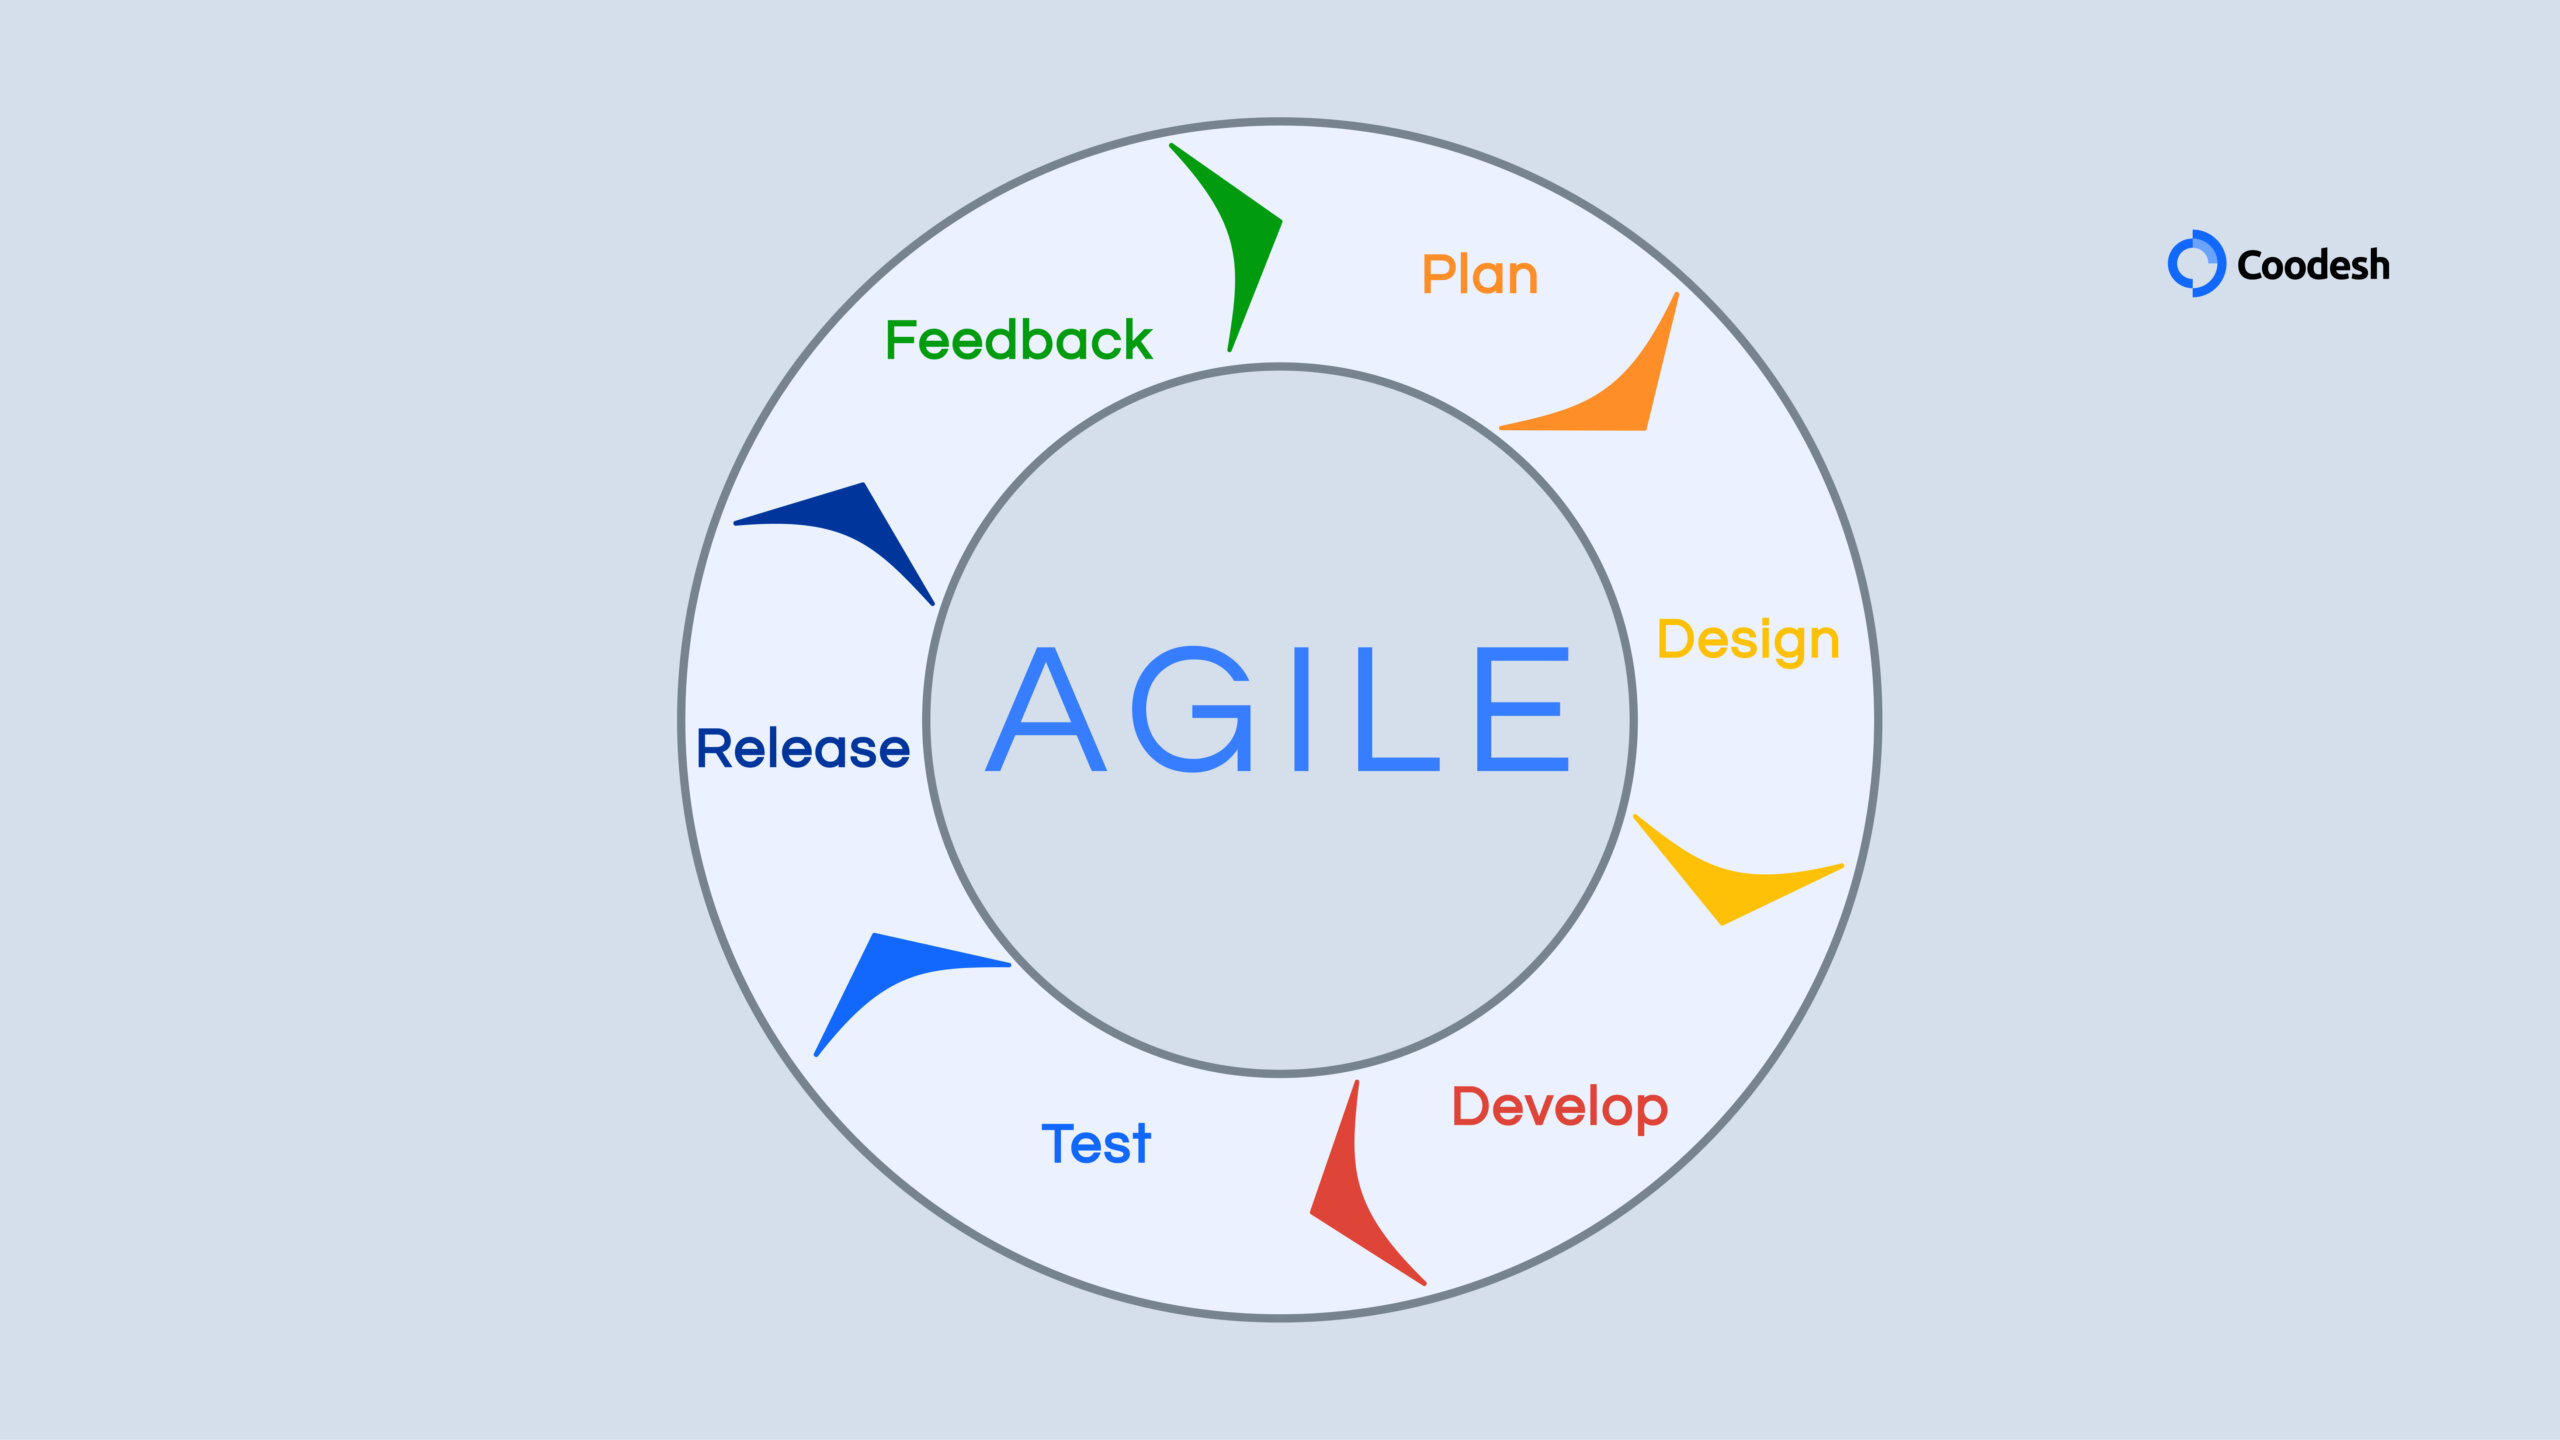 Plan
Coodesh
Feedback
Design
AGILE
Release
Develop
Test